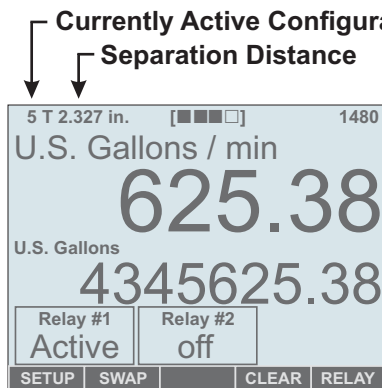 Currently Active Configura
Separation Distance
5 T 2.327 in. [■■■□] 1480
U.S. Gallons / min
625.38
U.S. Gallons
4345625.38
Relay #1 Relay #2
Active off
SETUP SWAP CLEAR RELAY